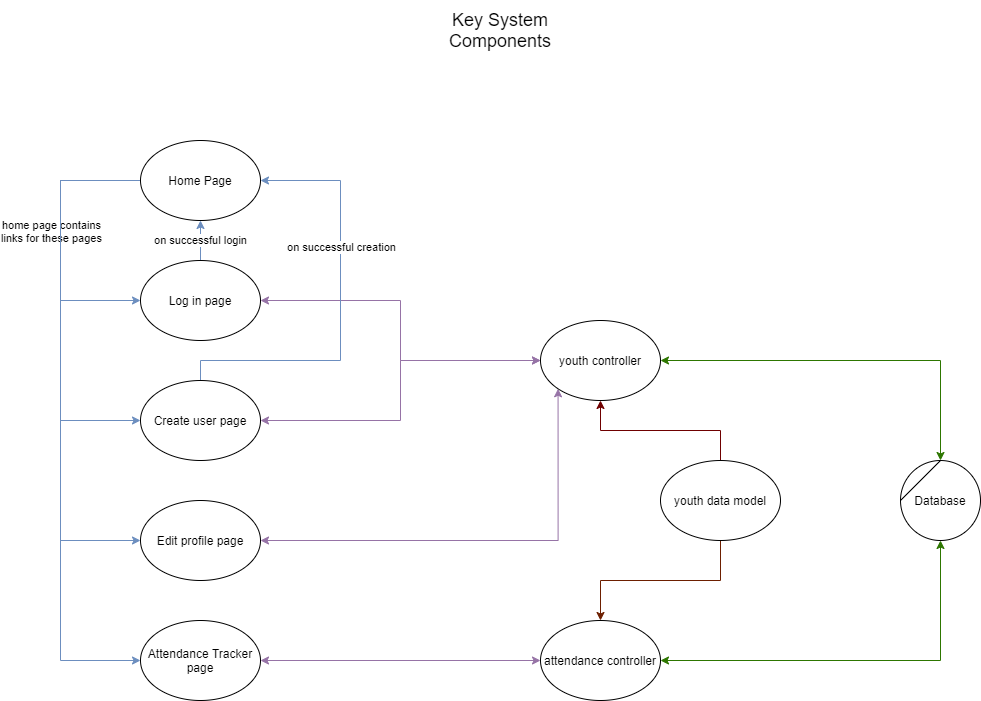 Key System
Components
Home Page
home page contains
links for these pages
on successful login
on successful creation
Log in page
youth controller
Create user page
youth data model
Database
Edit profile page
Attendance Tracker
page
attendance controller